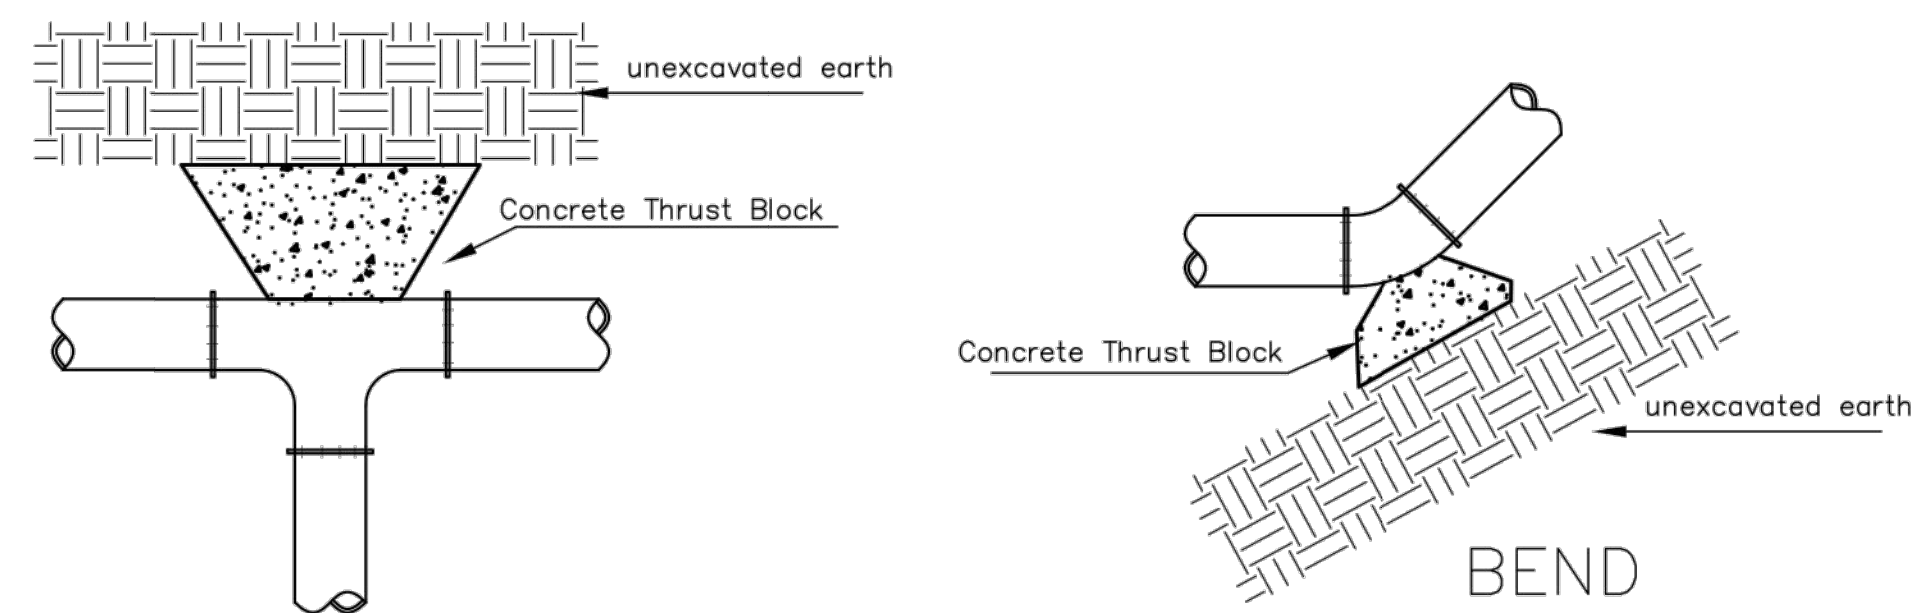 unexcavated earth
Concrete Thrust Block
Concrete Thrust Block
unexcavated earth
BEND